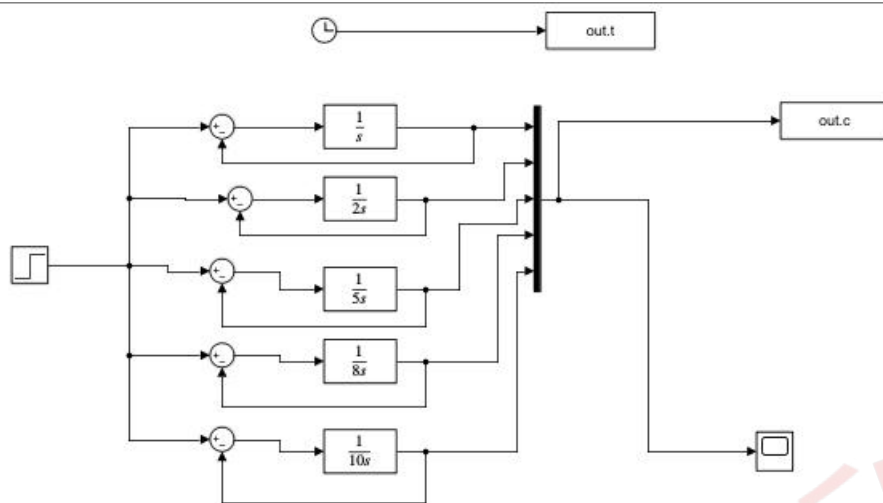 out.t
out.c
+
-
1
s
+
-
1
2s
+
-
1
5s
+
-
1
8s
+
-
1
10s